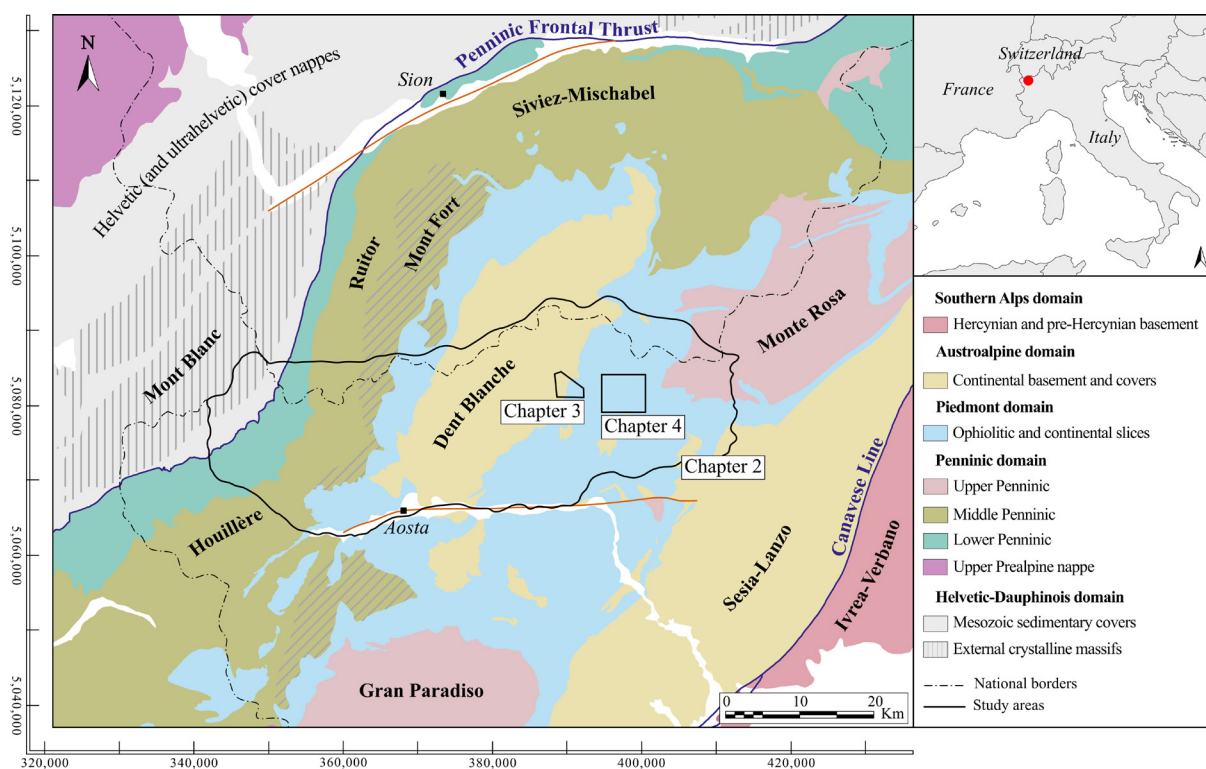 N
Penninic Frontal Thrust
Sion
Helvetic (and ultrahelvetic) cover nappes
Siviez-Mischabel
Mont Fort
Ruitor
Mont Blanc
Monte Rosa
Dent Blanche
Chapter 3
Chapter 4
Chapter 2
Houillère
Aosta
Canavese Line
Sesia-Lanzo
Ivrea-Verbano
Gran Paradiso
0 10 20
Km
5,120,000
5,100,000
5,080,000
5,060,000
5,040,000
320,000 340,000 360,000 380,000 400,000 420,000
Switzerland
France
Italy
Southern Alps domain
Hercynian and pre-Hercynian basement
Austroalpine domain
Continental basement and covers
Piedmont domain
Ophiolitic and continental slices
Penninic domain
Upper Penninic
Middle Penninic
Lower Penninic
Upper Prealpine nappe
Helvetic-Dauphinois domain
Mesozoic sedimentary covers
External crystalline massifs
National borders
Study areas